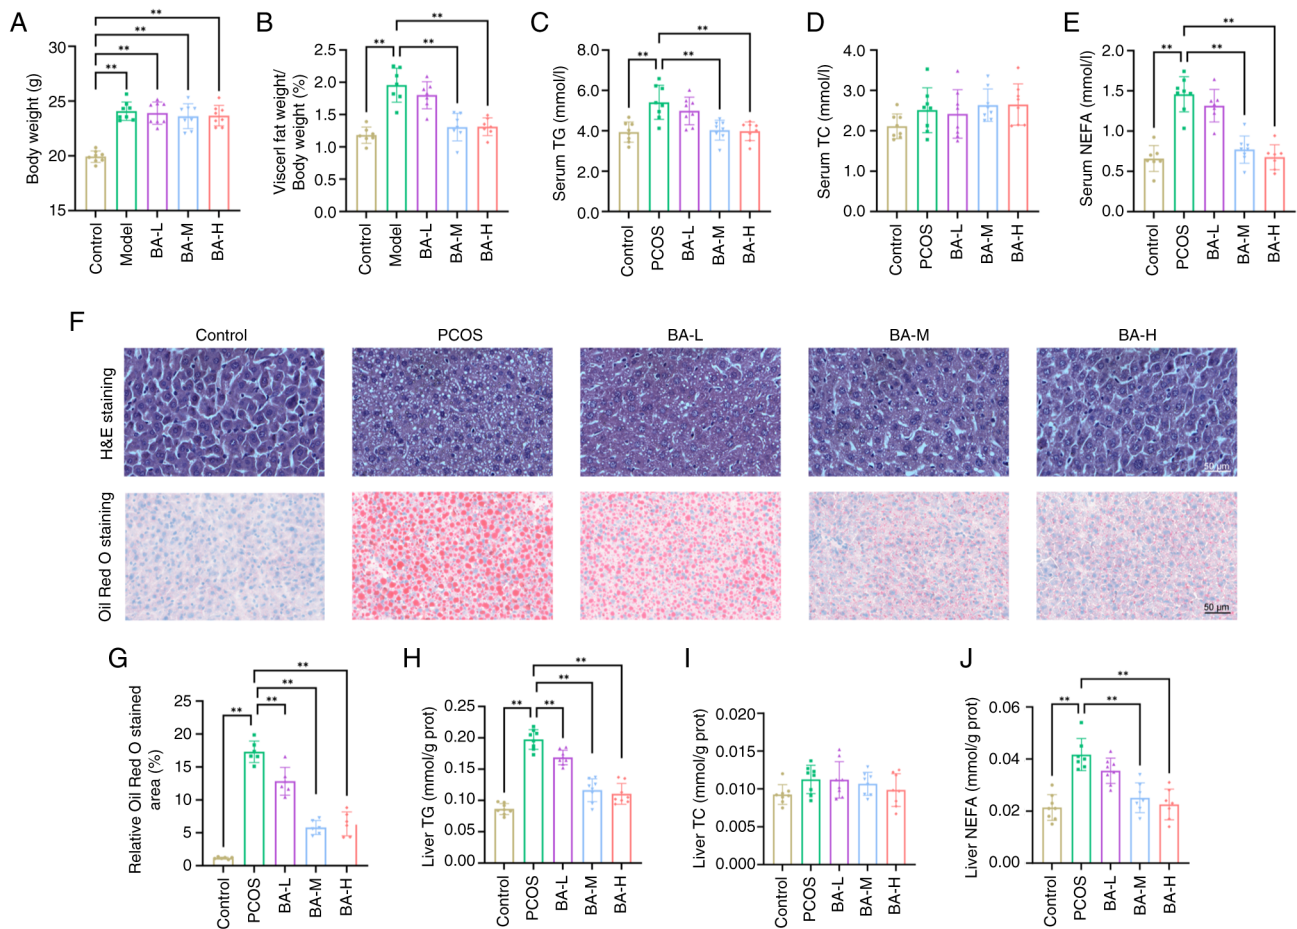 A
Body weight (g)
30
25
20
15
**
**
**
**
Control
Model
BA-L
BA-M
BA-H
B
Viscerl fat weight/
Body weight (%)
2.5
2.0
1.5
1.0
0.5
0.0
**
**
**
Control
Model
BA-L
BA-M
BA-H
C
Serum TG (mmol/l)
8.0
6.0
4.0
2.0
0.0
**
**
**
Control
PCOS
BA-L
BA-M
BA-H
D
Serum TC (mmol/l)
4.0
3.0
2.0
1.0
0.0
Control
PCOS
BA-L
BA-M
BA-H
E
Serum NEFA (mmol/l)
2.0
1.5
1.0
0.5
0.0
**
**
**
Control
PCOS
BA-L
BA-M
BA-H
F
Control
PCOS
BA-L
BA-M
BA-H
H&E staining
50 μm
Oil Red O staining
50 μm
G
Relative Oil Red O stained
area (%)
25
20
15
10
5
0
**
**
**
**
Control
PCOS
BA-L
BA-M
BA-H
H
Liver TG (mmol/g prot)
0.25
0.20
0.15
0.10
0.05
0.00
**
**
**
**
Control
PCOS
BA-L
BA-M
BA-H
I
Liver TC (mmol/g prot)
0.020
0.015
0.010
0.005
0.000
Control
PCOS
BA-L
BA-M
BA-H
J
Liver NEFA (mmol/g prot)
0.06
0.04
0.02
0.00
**
**
**
Control
PCOS
BA-L
BA-M
BA-H